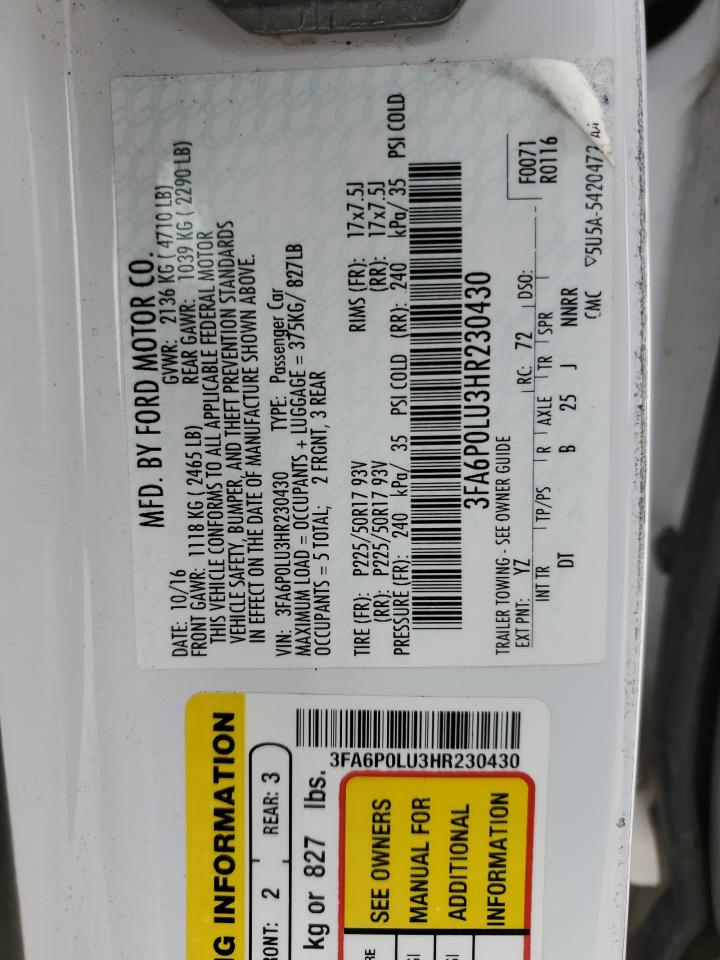 MFD. BY FORD MOTOR CO.
DATE: 10/16 GVWR: 2136 KG ( 4710 LB)
FRONT GAWR: 1118 KG ( 2465 LB) REAR GAWR: 1039 KG ( 2290 LB)
THIS VEHICLE CONFORMS TO ALL APPLICABLE FEDERAL MOTOR
VEHICLE SAFETY, BUMPER, AND THEFT PREVENTION STANDARDS
IN EFFECT ON THE DATE OF MANUFACTURE SHOWN ABOVE.
VIN: 3FA6P0LU3HR230430 TYPE: Passenger Car
MAXIMUM LOAD = OCCUPANTS + LUGGAGE = 375KG/ 827LB
OCCUPANTS = 5 TOTAL; 2 FRONT, 3 REAR
TIRE (FR): P225/50R17 93V RIMS (FR): 17x7.5J
(RR): P225/50R17 93V (RR): 17x7.5J
PRESSURE (FR): 240 kPa/ 35 PSI COLD (RR): 240 kPa/ 35 PSI COLD
3FA6P0LU3HR230430
TRAILER TOWING - SEE OWNER GUIDE F0071
EXT PNT: YZ RC: 72 DSO: R0116
INT TR TP/PS R AXLE TR SPR
DT B 25 J NNRR
CMC ▽5U5A-5420472 AA
NG INFORMATION
RONT: 2 REAR: 3
kg or 827 lbs.
3FA6P0LU3HR230430
SEE OWNERS
MANUAL FOR
ADDITIONAL
INFORMATION